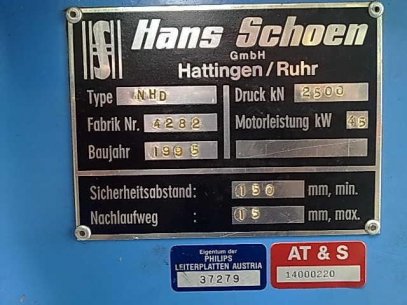 Hans Schoen
GmbH
Hattingen/Ruhr
Type NHD Druck kN 2500
Fabrik Nr. 4282 Motorleistung kW 45
Baujahr 1995
Sicherheitsabstand: 150 mm, min.
Nachlaufweg : 15 mm, max.
Eigentum der
PHILIPS
LEITERPLATTEN AUSTRIA
37279
AT & S
14000220